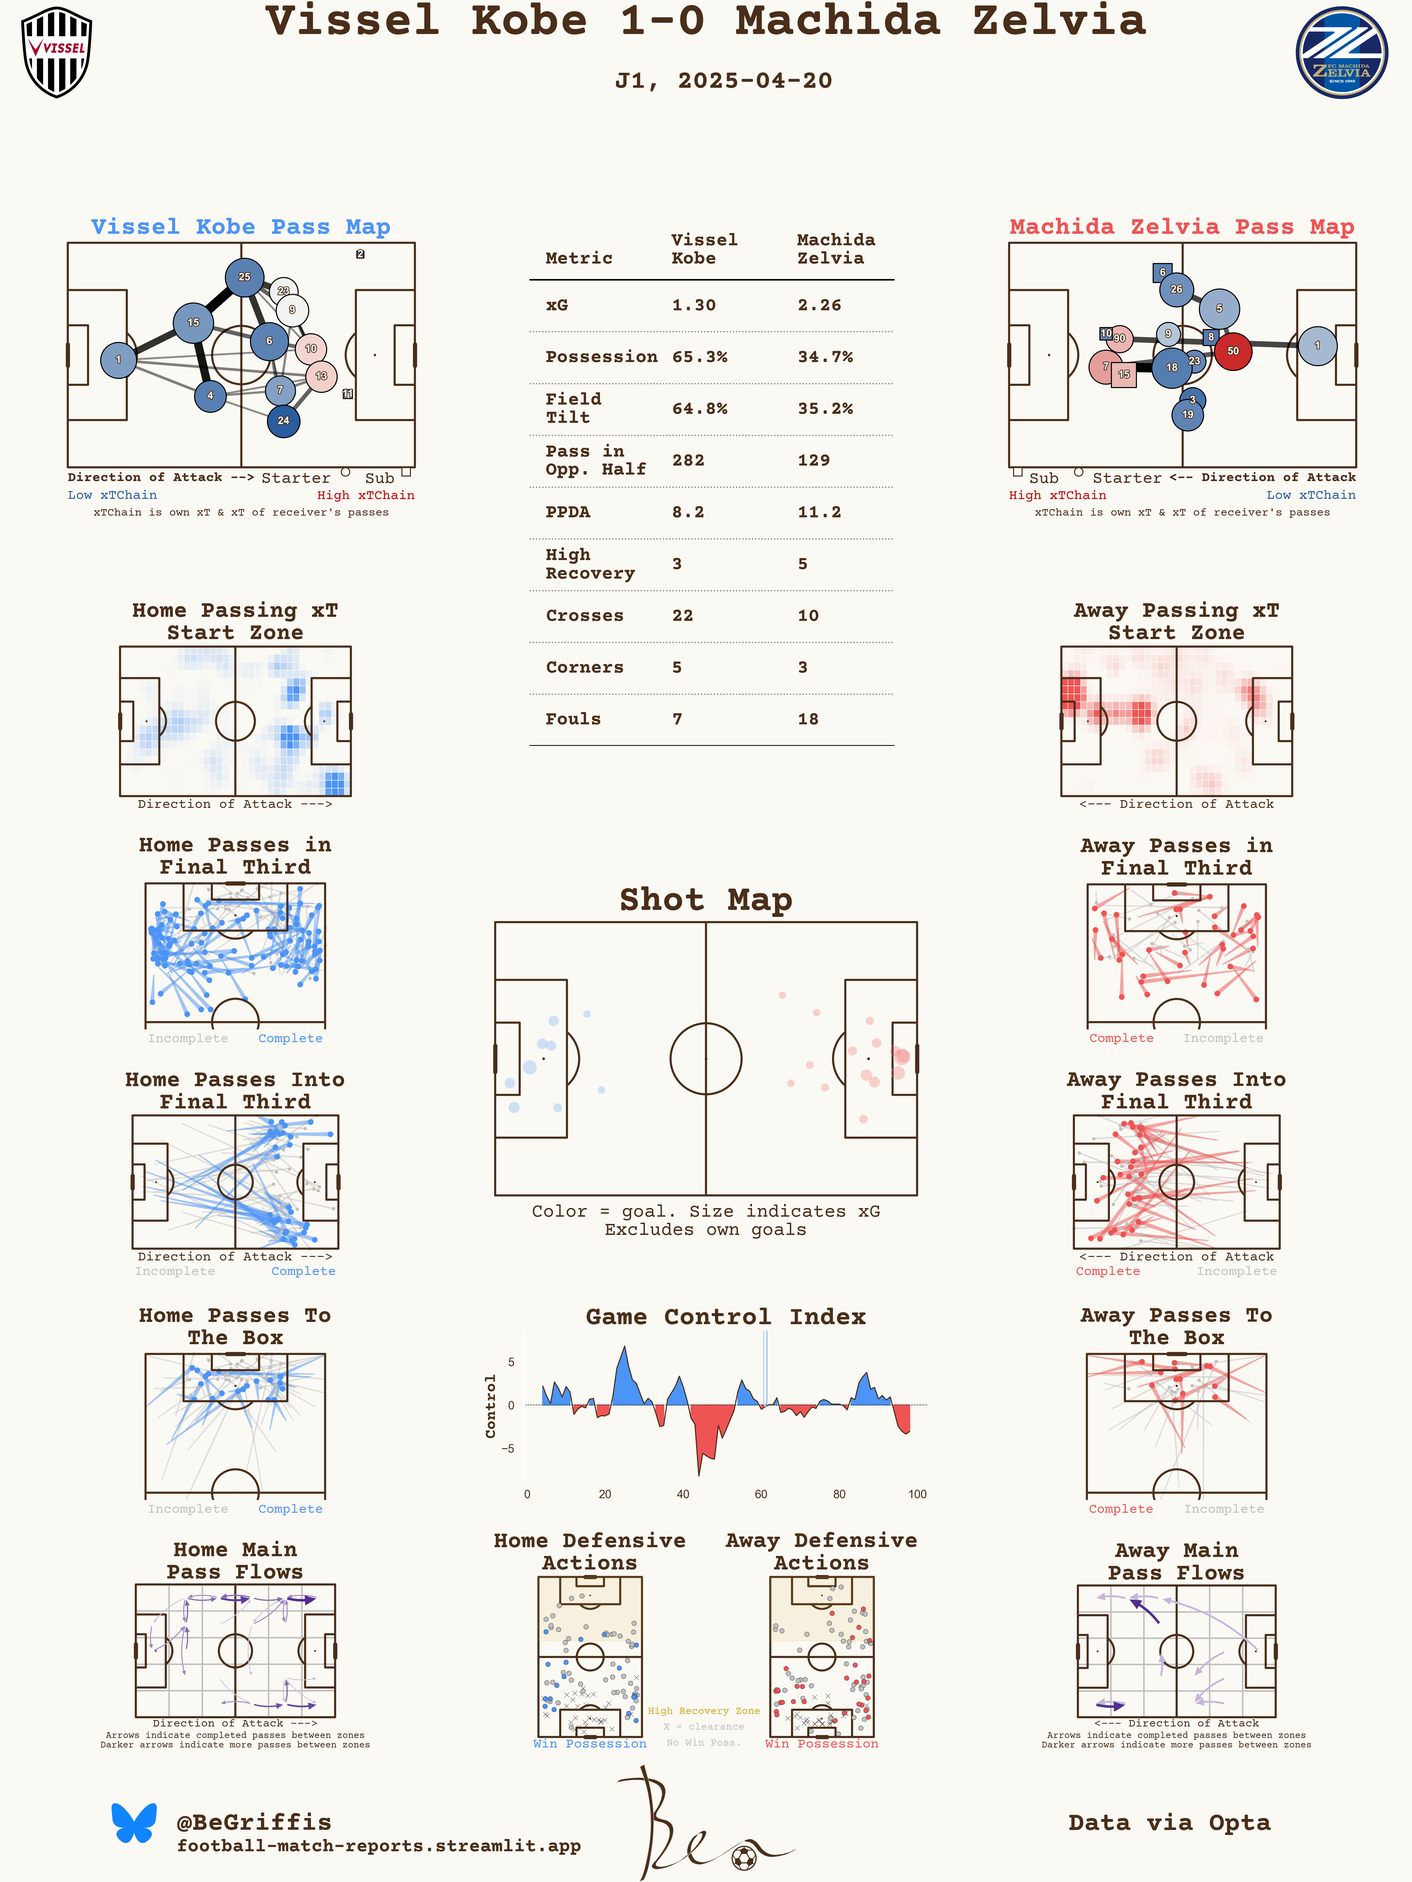 Vissel Kobe 1-0 Machida Zelvia
J1, 2025-04-20
VISSEL
FC MACHIDA
ZELVIA
SINCE 1989
Vissel Kobe Pass Map
2
25
23
9
15
6
10
1
13
7
11
4
24
Direction of Attack --> Starter Sub
Low xTChain High xTChain
xTChain is own xT & xT of receiver's passes
Metric Vissel Kobe Machida Zelvia
xG 1.30 2.26
Possession 65.3% 34.7%
Field Tilt 64.8% 35.2%
Pass in Opp. Half 282 129
PPDA 8.2 11.2
High Recovery 3 5
Crosses 22 10
Corners 5 3
Fouls 7 18
Machida Zelvia Pass Map
6
26
5
10
90
9
8
50
1
7
15
18
23
3
19
Sub Starter <-- Direction of Attack
High xTChain Low xTChain
xTChain is own xT & xT of receiver's passes
Home Passing xT
Start Zone
Direction of Attack --->
Away Passing xT
Start Zone
<--- Direction of Attack
Home Passes in
Final Third
Incomplete Complete
Away Passes in
Final Third
Complete Incomplete
Shot Map
Color = goal. Size indicates xG
Excludes own goals
Home Passes Into
Final Third
Direction of Attack --->
Incomplete Complete
Away Passes Into
Final Third
<--- Direction of Attack
Complete Incomplete
Home Passes To
The Box
Incomplete Complete
Game Control Index
Control
5
0
−5
0 20 40 60 80 100
Away Passes To
The Box
Complete Incomplete
Home Main
Pass Flows
Direction of Attack --->
Arrows indicate completed passes between zones
Darker arrows indicate more passes between zones
Home Defensive
Actions
Win Possession
High Recovery Zone
X = clearance
No Win Poss.
Away Defensive
Actions
Win Possession
Away Main
Pass Flows
<--- Direction of Attack
Arrows indicate completed passes between zones
Darker arrows indicate more passes between zones
@BeGriffis
football-match-reports.streamlit.app
Ben
Data via Opta